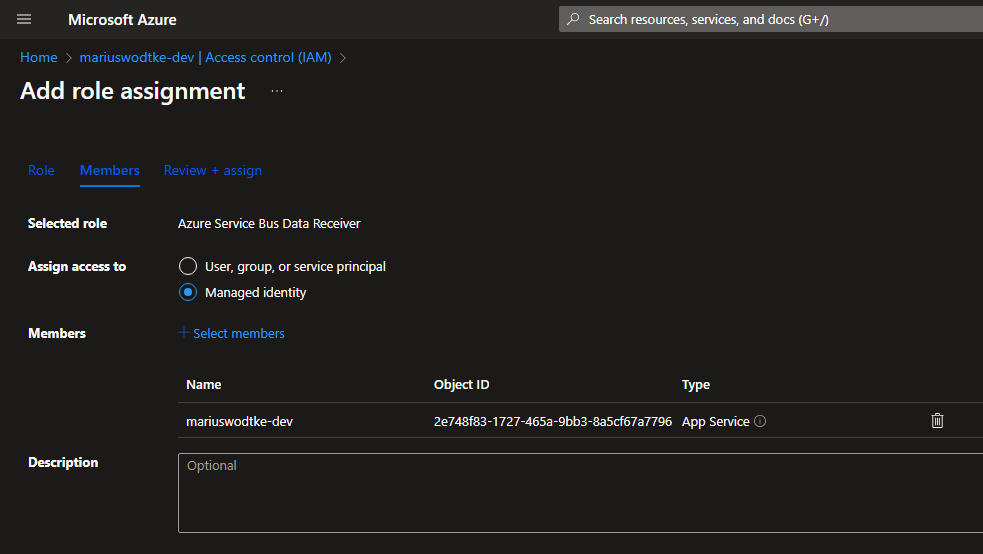 Microsoft Azure
Search resources, services, and docs (G+/)
Home > mariuswodtke-dev | Access control (IAM) >
Add role assignment ...
Role Members Review + assign
Selected role Azure Service Bus Data Receiver
Assign access to User, group, or service principal
Managed identity
Members + Select members
Name Object ID Type
mariuswodtke-dev 2e748f83-1727-465a-9bb3-8a5cf67a7796 App Service
Description Optional